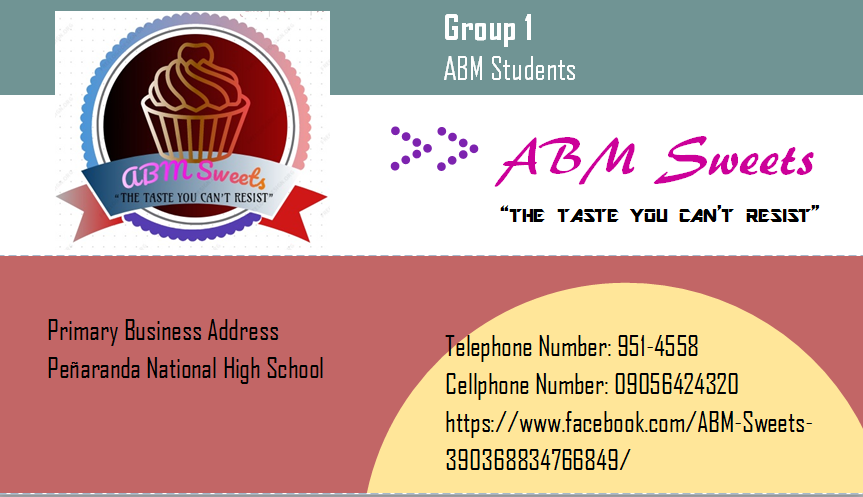 Group 1
ABM Students
ABM Sweets
"THE TASTE YOU CAN'T RESIST"
ABM Sweets
"THE TASTE YOU CAN'T RESIST"
Primary Business Address
Peñaranda National High School
Telephone Number: 951-4558
Cellphone Number: 09056424320
https://www.facebook.com/ABM-Sweets-
390368834766849/